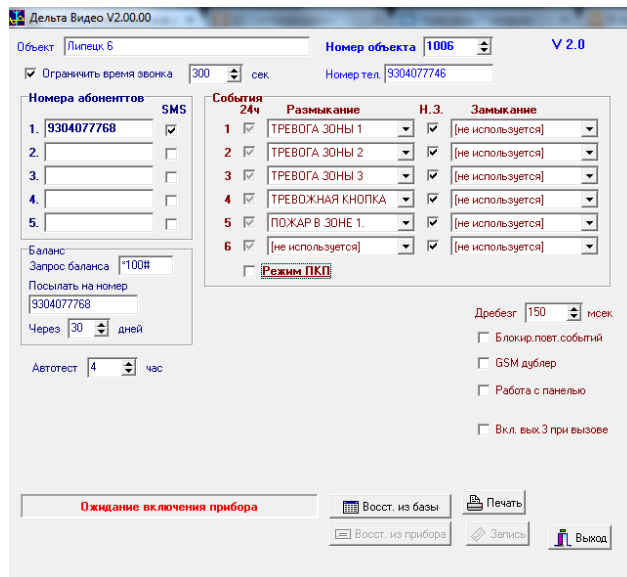 Дельта Видео V2.00.00
Объект Липецк 6 Номер объекта 1006 V 2.0
Ограничить время звонка 300 сек Номер тел. 9304077746
Номера абоненттов SMS
1. 9304077768
2.
3.
4.
5.
События
24ч Размыкание Н.З. Замыкание
1 ТРЕВОГА ЗОНЫ 1 [не используется]
2 ТРЕВОГА ЗОНЫ 2 [не используется]
3 ТРЕВОГА ЗОНЫ 3 [не используется]
4 ТРЕВОЖНАЯ КНОПКА [не используется]
5 ПОЖАР В ЗОНЕ 1. [не используется]
6 [не используется] [не используется]
Режим ПКП
Баланс
Запрос баланса *100#
Посылать на номер
9304077768
Через 30 дней
Автотест 4 час
Дребезг 150 мсек
Блокир.повт.событий
GSM дублер
Работа с панелью
Вкл. вых.3 при вызове
Ожидание включения прибора
Восст. из базы Печать
Восст. из прибора Запись Выход